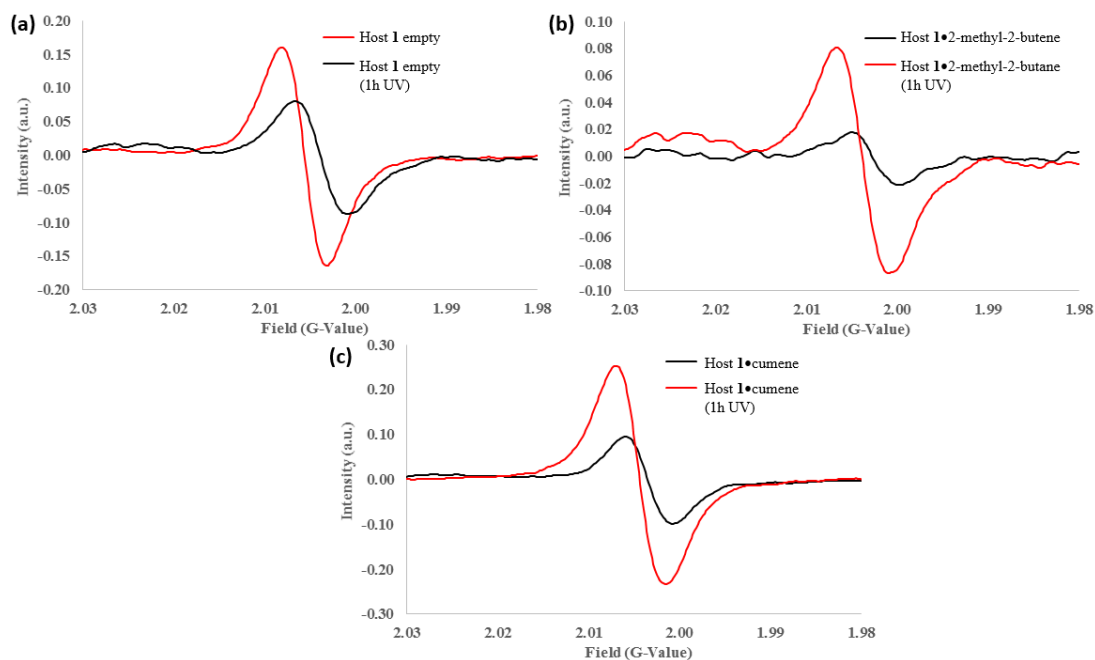 (a)
Host 1 empty
Host 1 empty
(1h UV)
0.20
0.15
0.10
0.05
0.00
-0.05
-0.10
-0.15
-0.20
Intensity (a.u.)
2.03
2.02
2.01
2.00
1.99
1.98
Field (G-Value)
(b)
Host 1•2-methyl-2-butene
Host 1•2-methyl-2-butane
(1h UV)
0.10
0.08
0.06
0.04
0.02
0.00
-0.02
-0.04
-0.06
-0.08
-0.10
Intensity (a.u.)
2.03
2.02
2.01
2.00
1.99
1.98
Field (G-Value)
(c)
Host 1•cumene
Host 1•cumene
(1h UV)
0.30
0.20
0.10
0.00
-0.10
-0.20
-0.30
Intensity (a.u.)
2.03
2.02
2.01
2.00
1.99
1.98
Field (G-Value)